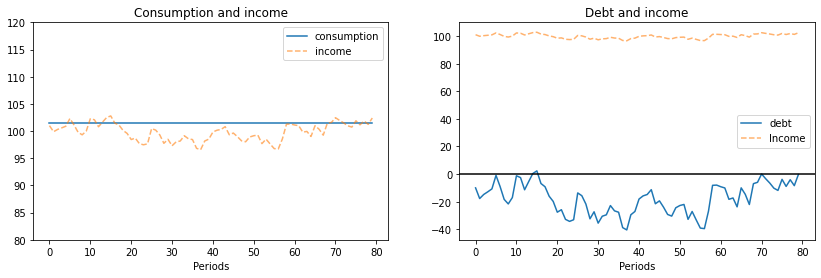 Consumption and income
120
115
110
105
100
95
90
85
80
consumption
income
0 10 20 30 40 50 60 70 80
Periods
Debt and income
100
80
60
40
20
0
−20
−40
debt
Income
0 10 20 30 40 50 60 70 80
Periods